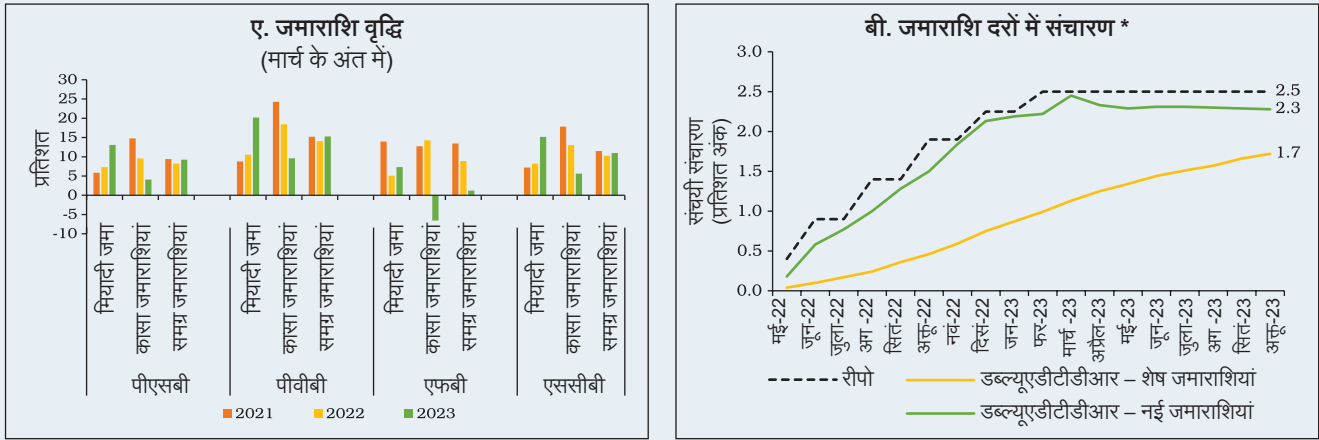 ए. जमाराशि वृद्धि
(मार्च के अंत में)
प्रतिशत
30
25
20
15
10
5
0
-5
-10
मियादी जमा
कासा जमाराशियां
समग्र जमाराशियां
मियादी जमा
कासा जमाराशियां
समग्र जमाराशियां
मियादी जमा
कासा जमाराशियां
समग्र जमाराशियां
मियादी जमा
कासा जमाराशियां
समग्र जमाराशियां
पीएसबी
पीवीबी
एफबी
एससीबी
2021
2022
2023
बी. जमाराशि दरों में संचारण *
संचयी संचारण
(प्रतिशत अंक)
3.0
2.5
2.0
1.5
1.0
0.5
0.0
2.5
2.3
1.7
मई-22
जून-22
जुला-22
अग -22
सितं-22
अक्तू-22
नवं-22
दिसं-22
जन-23
फर-23
मार्च -23
अप्रैल-23
मई-23
जून-23
जुला-23
अग -23
सितं-23
अक्तू-23
रीपो
डब्ल्यूएडीटीडीआर – शेष जमाराशियां
डब्ल्यूएडीटीडीआर – नई जमाराशियां